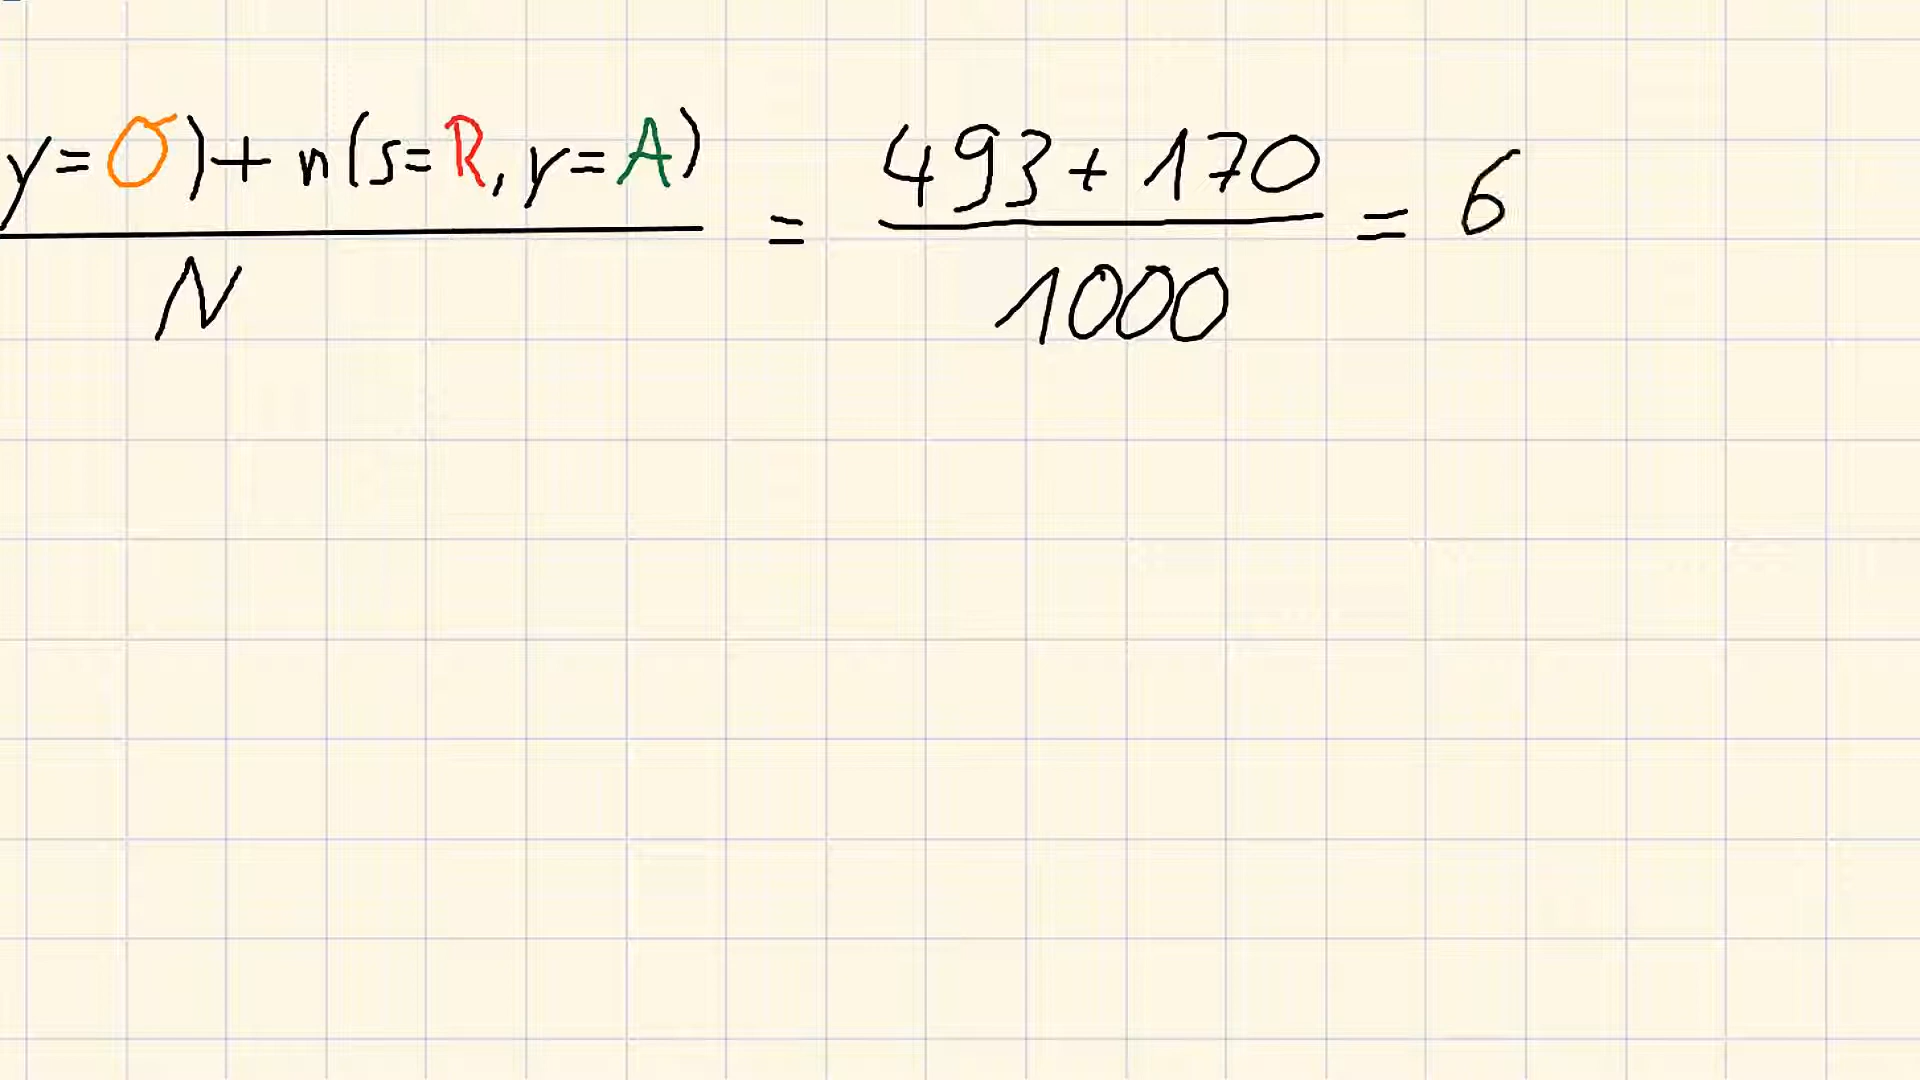 y=O)+ n(s=R, y=A) / N = 493+170 / 1000 = 6